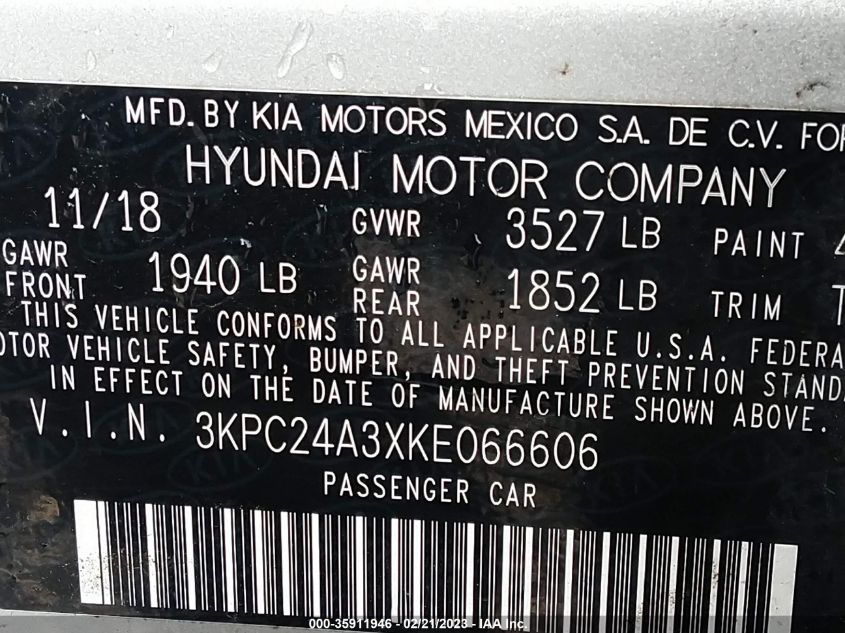 MFD. BY KIA MOTORS MEXICO S.A. DE C.V. FOR
HYUNDAI MOTOR COMPANY
11/18 GVWR 3527 LB PAINT
GAWR FRONT 1940 LB GAWR REAR 1852 LB TRIM T
THIS VEHICLE CONFORMS TO ALL APPLICABLE U.S.A. FEDERA
OTOR VEHICLE SAFETY, BUMPER, AND THEFT PREVENTION STAND
IN EFFECT ON THE DATE OF MANUFACTURE SHOWN ABOVE.
V.I.N. 3KPC24A3XKE066606
PASSENGER CAR
000-35911946 - 02/21/2023 - IAA Inc.